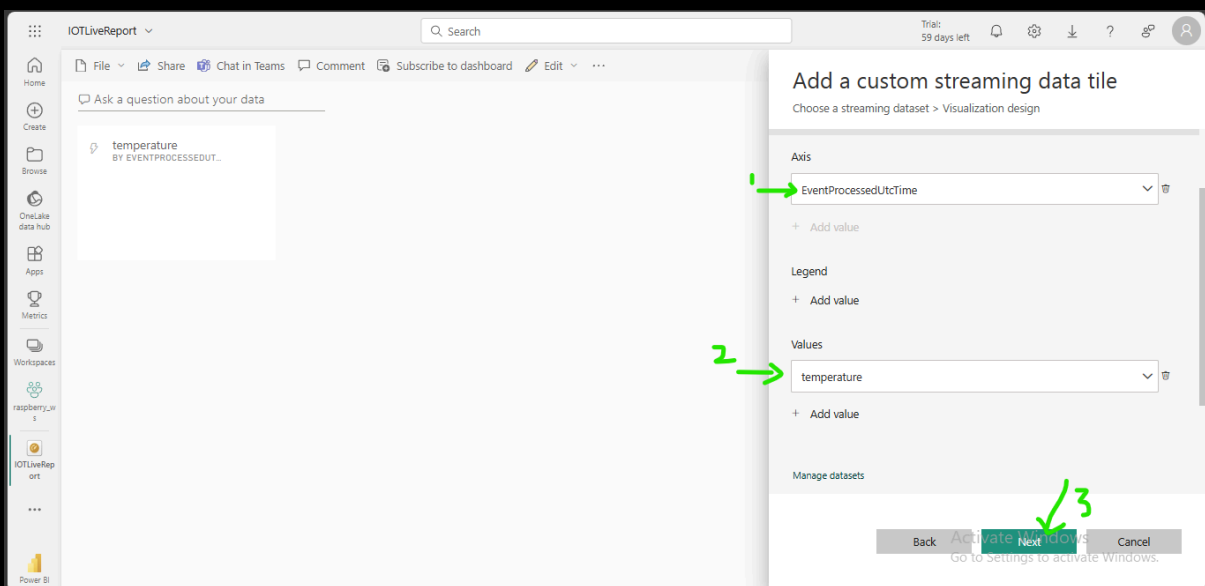 IOTLiveReport
Search
Trial:
59 days left
Home
Create
Browse
OneLake
data hub
Apps
Metrics
Workspaces
raspberry_w
s
IOTLiveRep
ort
Power BI
File
Share
Chat in Teams
Comment
Subscribe to dashboard
Edit
Ask a question about your data
temperature
BY EVENTPROCESSEDUT...
Add a custom streaming data tile
Choose a streaming dataset > Visualization design
Axis
1
EventProcessedUtcTime
+ Add value
Legend
+ Add value
Values
2
temperature
+ Add value
Manage datasets
3
Back
Next
Cancel
Activate Windows
Go to Settings to activate Windows.